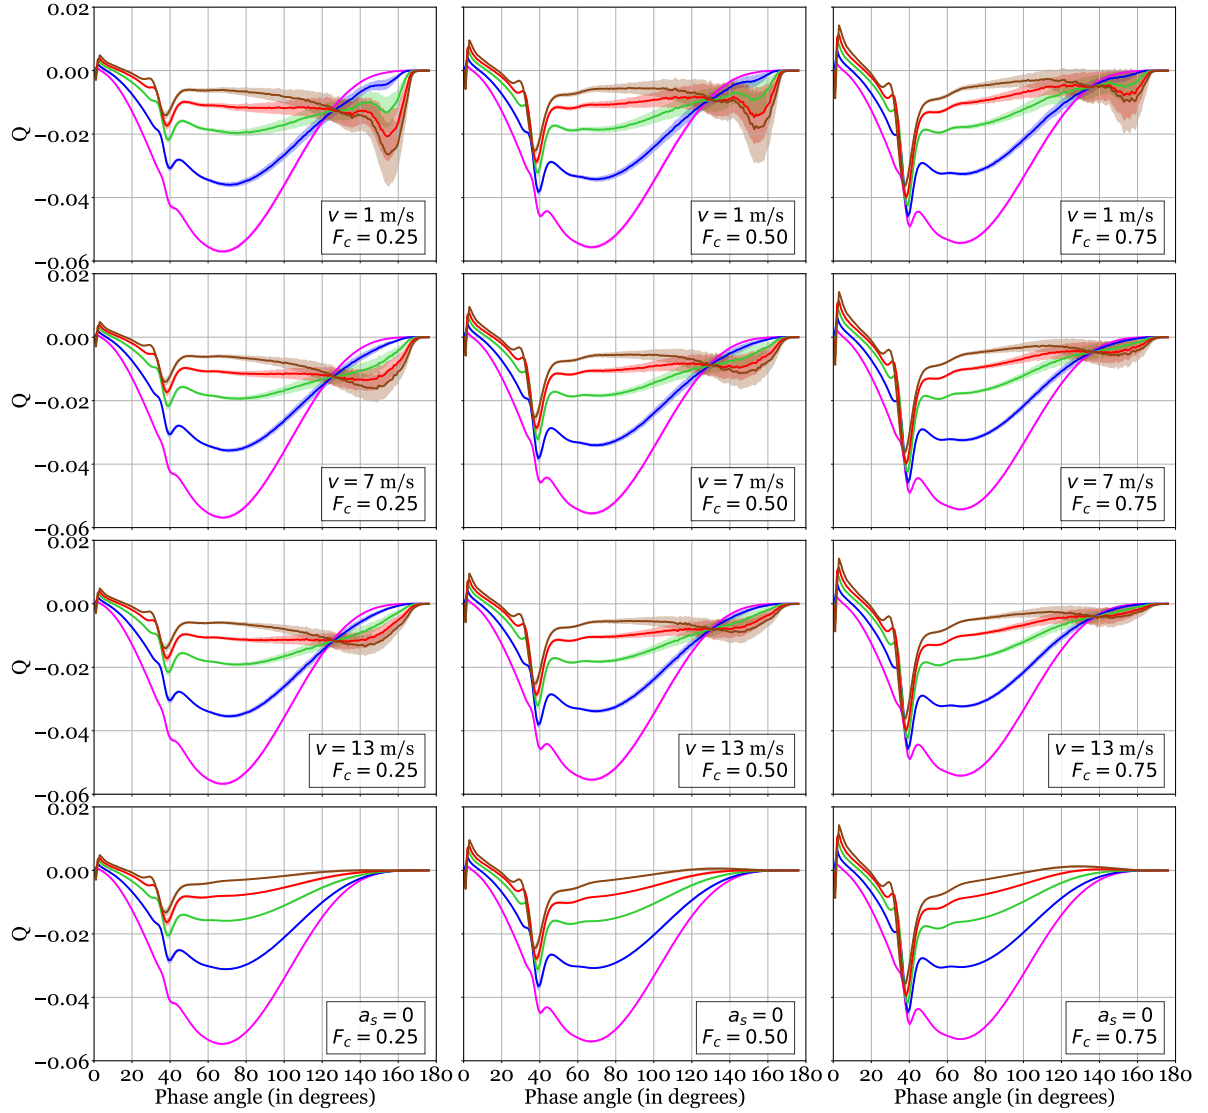 0.02
0.00
−0.02
−0.04
−0.06
Q
v = 1 m/s
F_c = 0.25
v = 1 m/s
F_c = 0.50
v = 1 m/s
F_c = 0.75
0.02
0.00
−0.02
−0.04
−0.06
Q
v = 7 m/s
F_c = 0.25
v = 7 m/s
F_c = 0.50
v = 7 m/s
F_c = 0.75
0.02
0.00
−0.02
−0.04
−0.06
Q
v = 13 m/s
F_c = 0.25
v = 13 m/s
F_c = 0.50
v = 13 m/s
F_c = 0.75
0.02
0.00
−0.02
−0.04
−0.06
Q
a_s = 0
F_c = 0.25
a_s = 0
F_c = 0.50
a_s = 0
F_c = 0.75
0 20 40 60 80 100 120 140 160 180
0 20 40 60 80 100 120 140 160 180
0 20 40 60 80 100 120 140 160 180
Phase angle (in degrees)
Phase angle (in degrees)
Phase angle (in degrees)